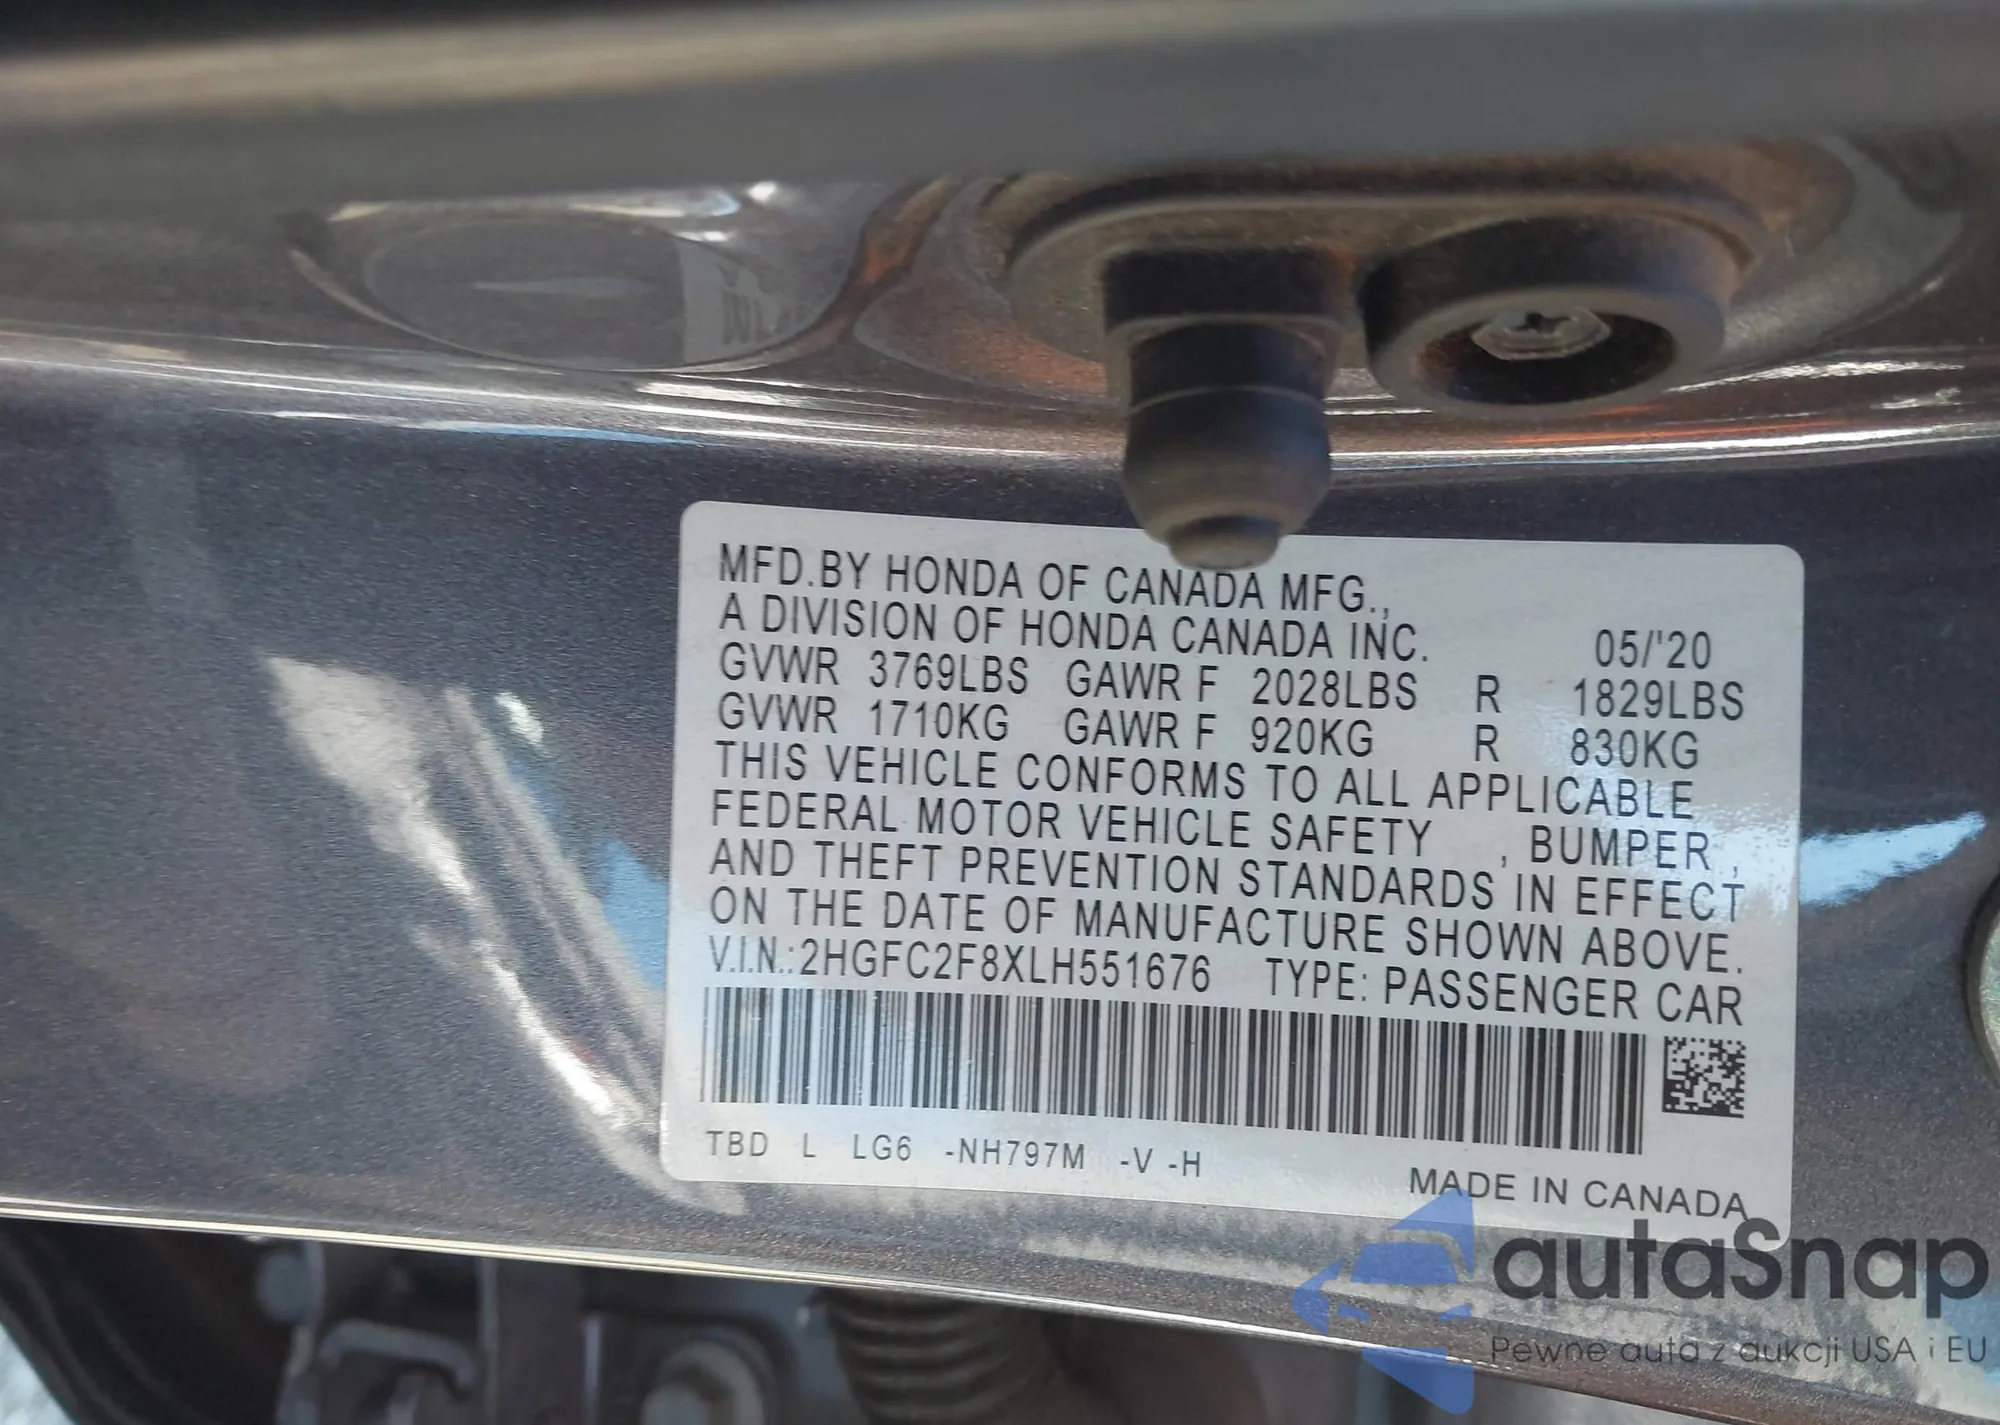 MFD.BY HONDA OF CANADA MFG.,
A DIVISION OF HONDA CANADA INC. 05/'20
GVWR 3769LBS GAWR F 2028LBS R 1829LBS
GVWR 1710KG GAWR F 920KG R 830KG
THIS VEHICLE CONFORMS TO ALL APPLICABLE
FEDERAL MOTOR VEHICLE SAFETY , BUMPER ,
AND THEFT PREVENTION STANDARDS IN EFFECT
ON THE DATE OF MANUFACTURE SHOWN ABOVE.
V.I.N.:2HGFC2F8XLH551676 TYPE: PASSENGER CAR
TBD L LG6 -NH797M -V -H
MADE IN CANADA
autaSnap
Pewne auta z aukcji USA i EU